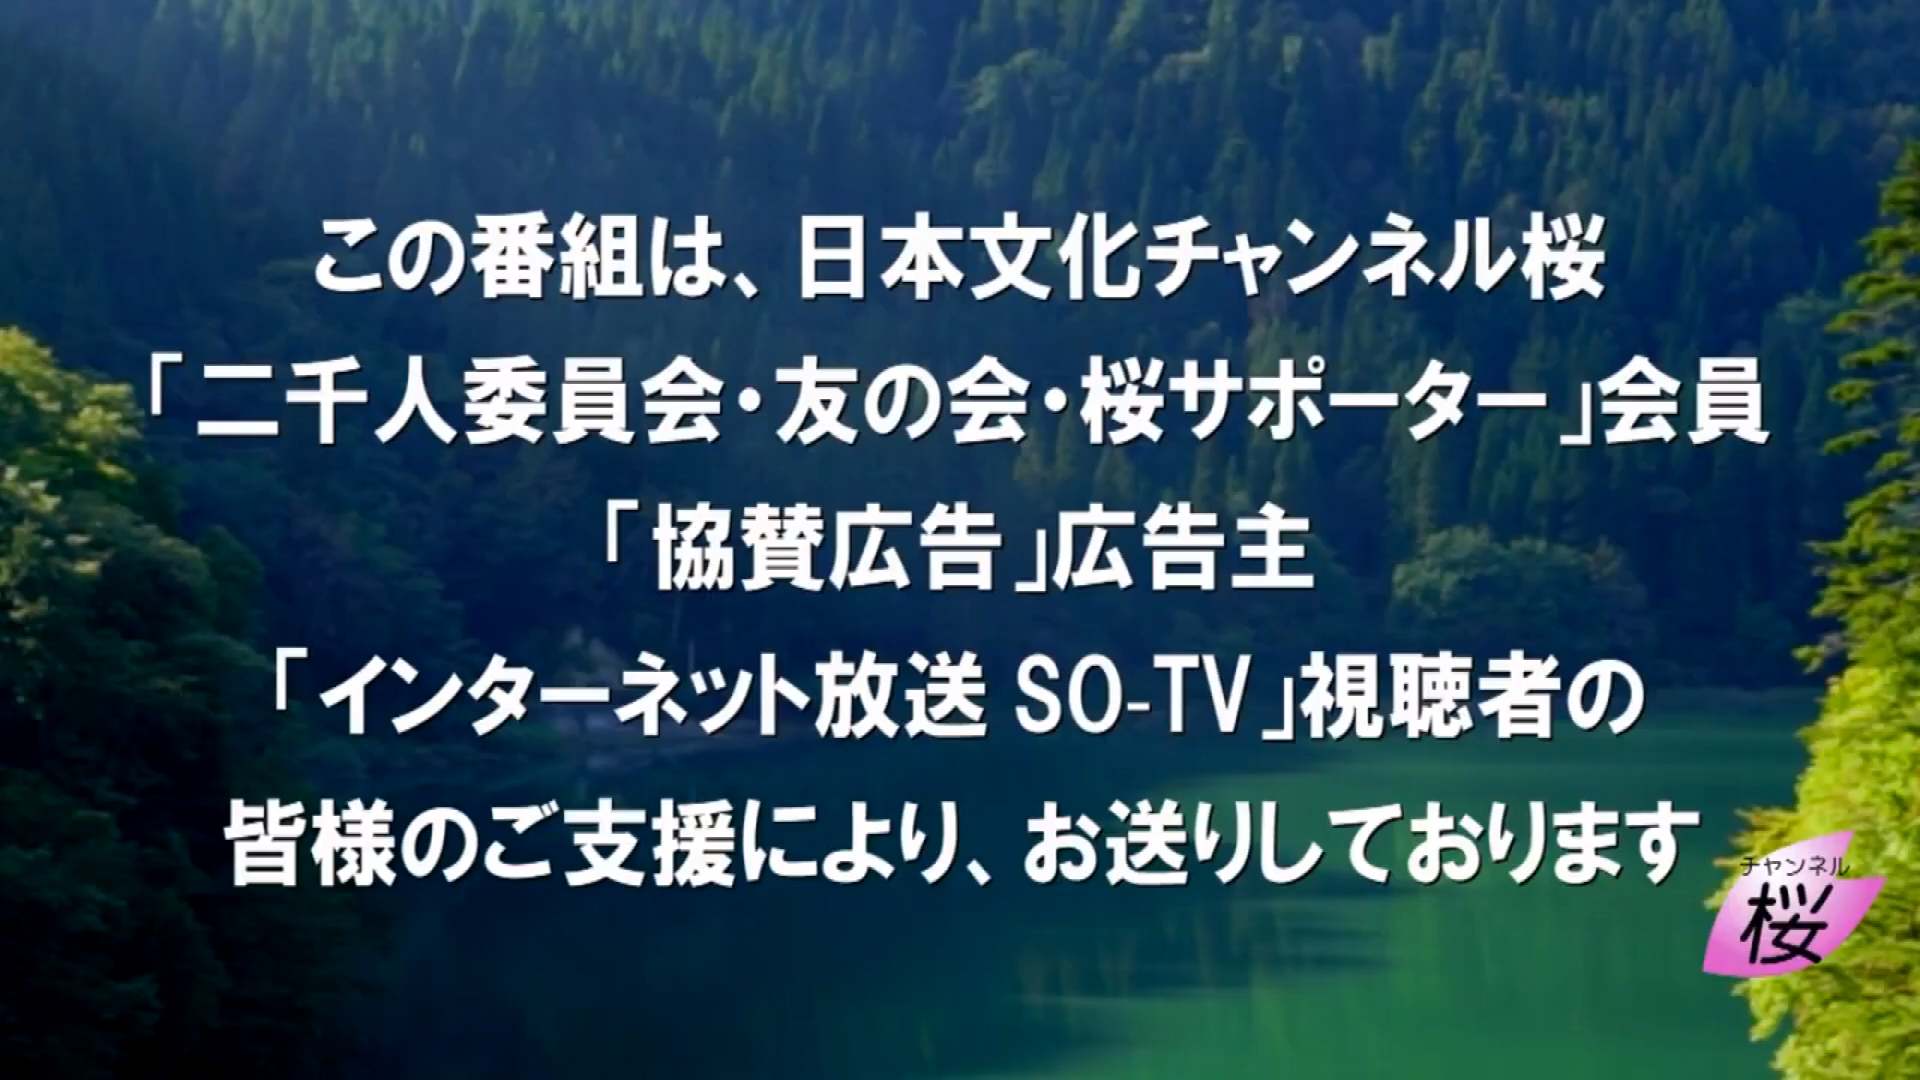 この番組は、日本文化チャンネル桜
「二千人委員会・友の会・桜サポーター」会員
「協賛広告」広告主
「インターネット放送 SO-TV」視聴者の
皆様のご支援により、お送りしております
チャンネル
桜